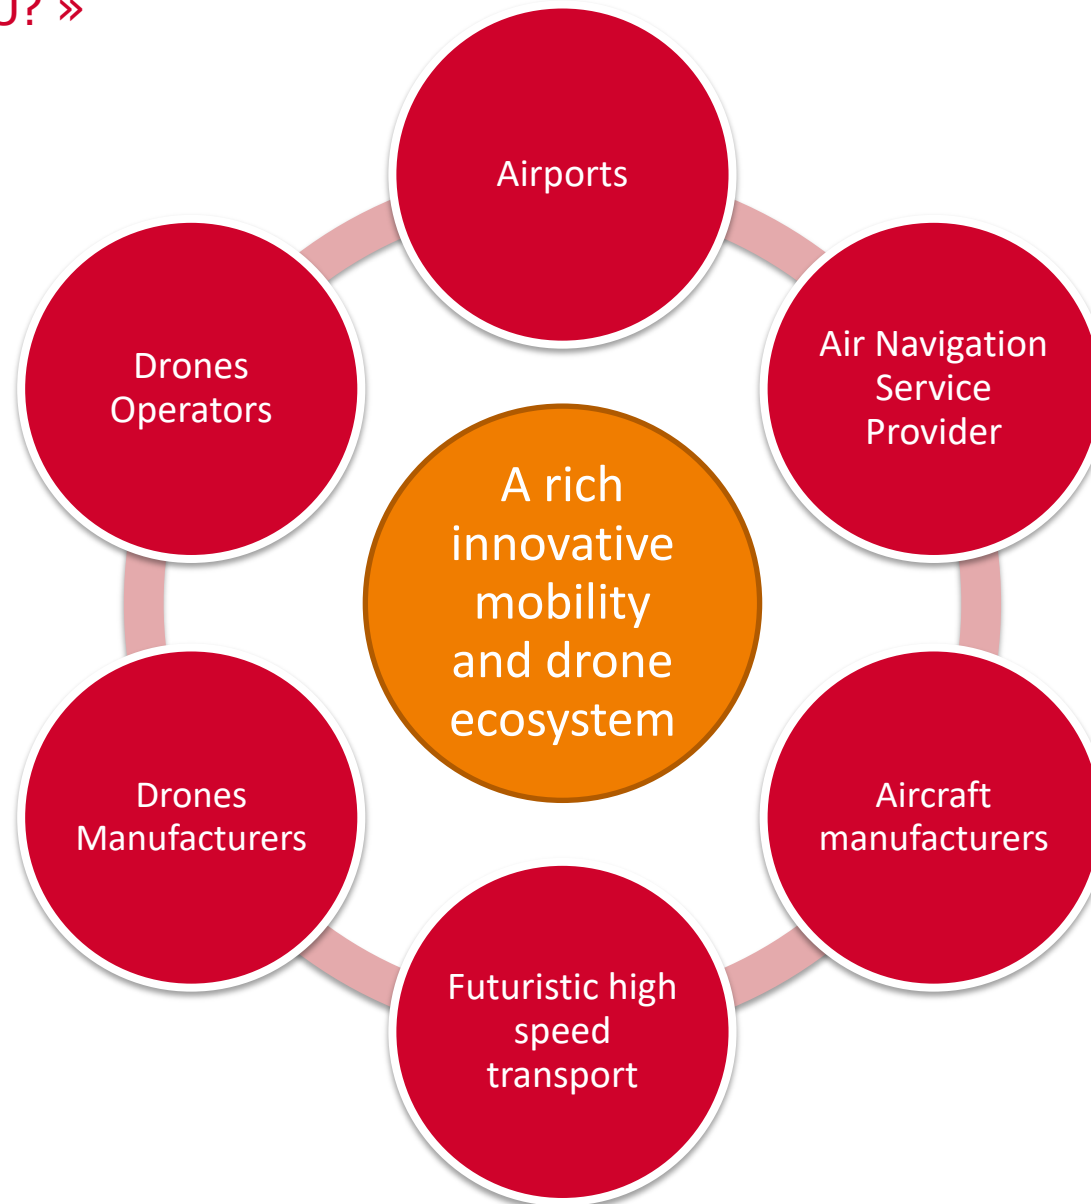 U? »
Airports
Air Navigation
Service
Provider
Drones
Operators
A rich
innovative
mobility
and drone
ecosystem
Drones
Manufacturers
Aircraft
manufacturers
Futuristic high
speed
transport